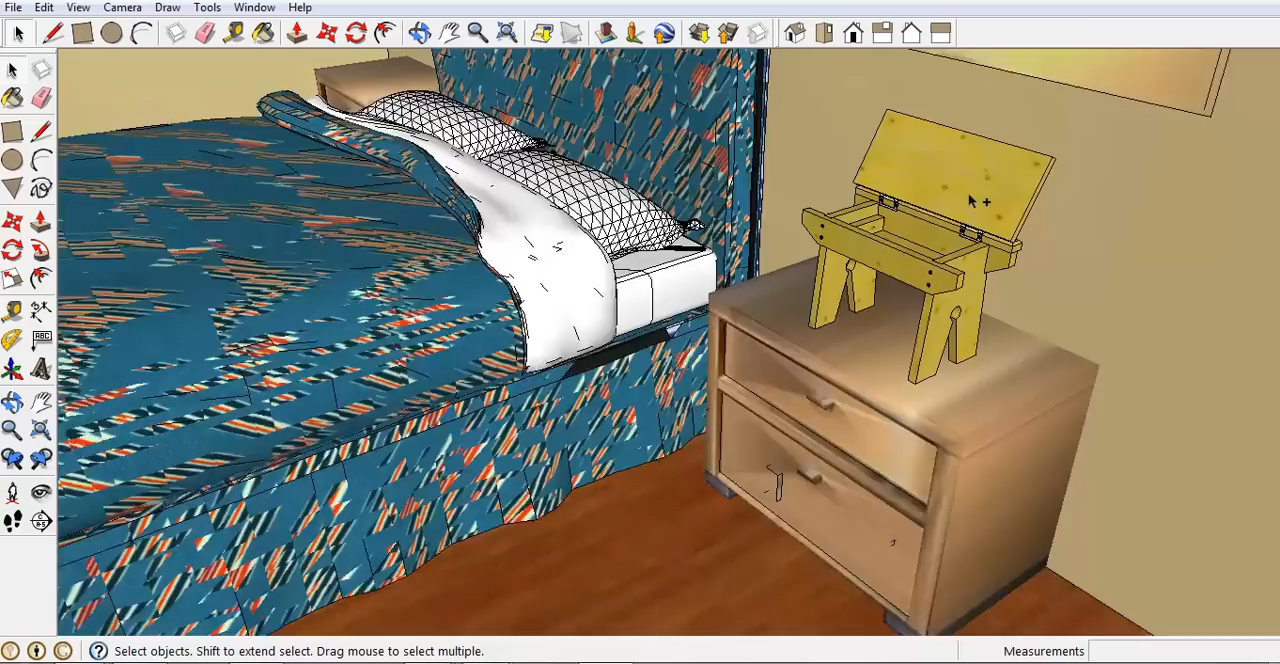 File Edit View Camera Draw Tools Window Help
ABC
Select objects. Shift to extend select. Drag mouse to select multiple.
Measurements